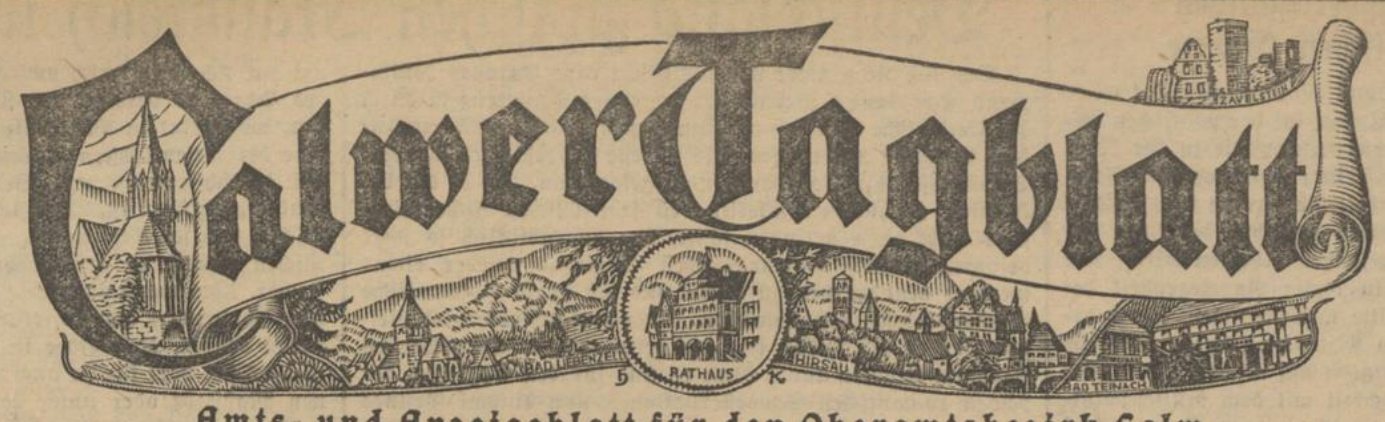 Calwer Tagblatt
ZAVELSTEIN
BAD LIEBENZELL
RATHAUS
HIRSAU
BAD TEINACH
D K
Amts- und Anzeigeblatt für den Oberamtsbezirk Calw